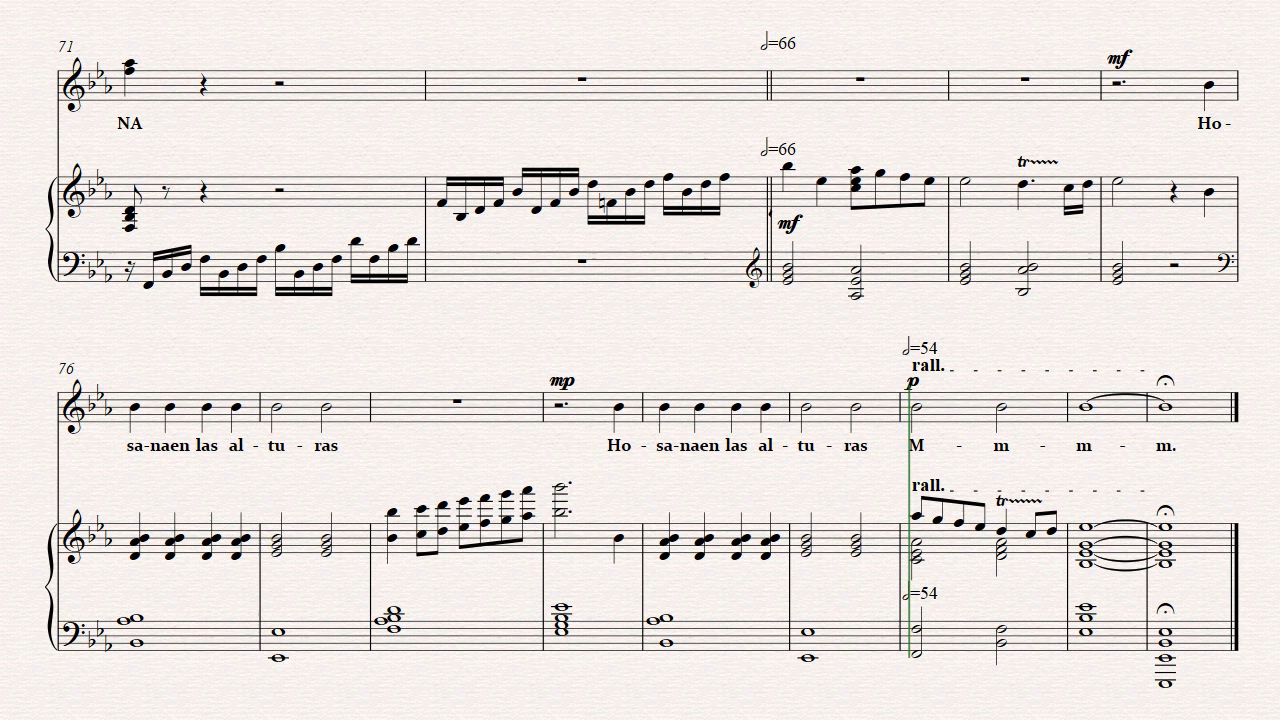 71
𝅗𝅥=66
mf
NA Ho -
𝅗𝅥=66
tr
mf
76
𝅗𝅥=54
rall.
mp p
sa-naen las al - tu - ras Ho - sa-naen las al - tu - ras M - m - m - m.
rall.
tr
𝅗𝅥=54